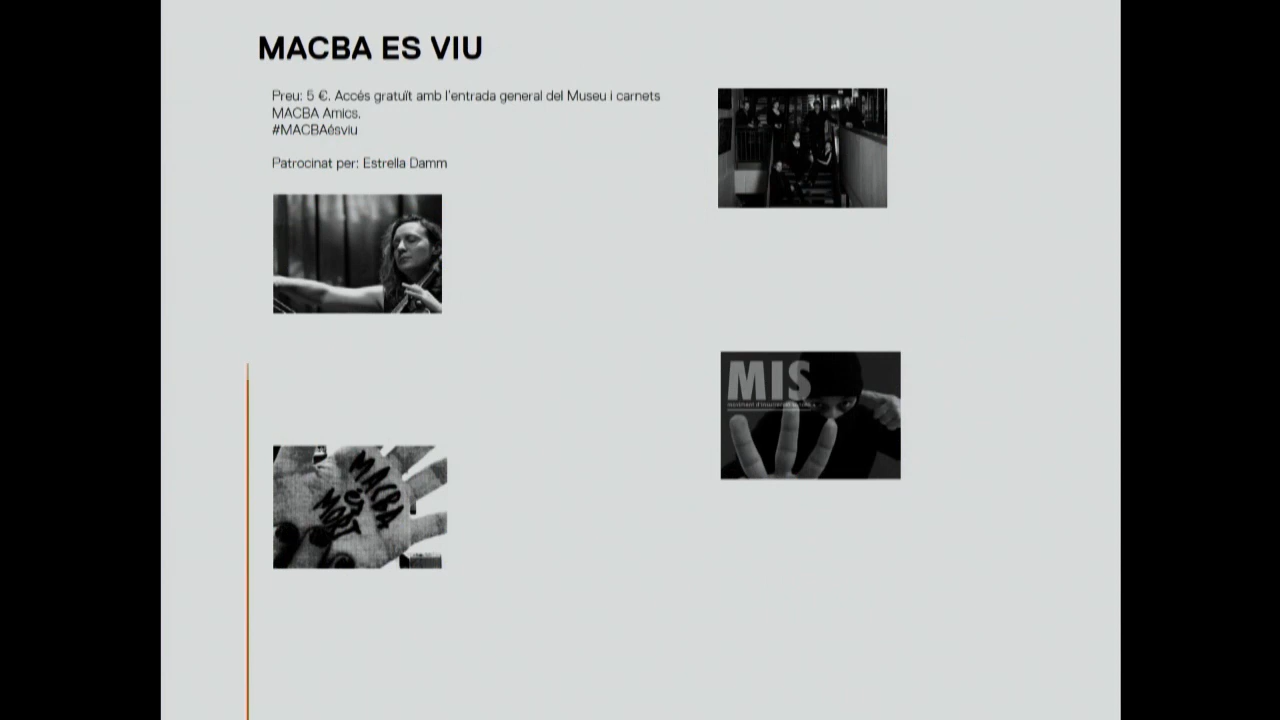 MACBA ES VIU
Preu: 5 €. Accés gratuït amb l'entrada general del Museu i carnets
MACBA Amics.
#MACBAésviu
Patrocinat per: Estrella Damm
MIS
MACBA
ÉS
MORT